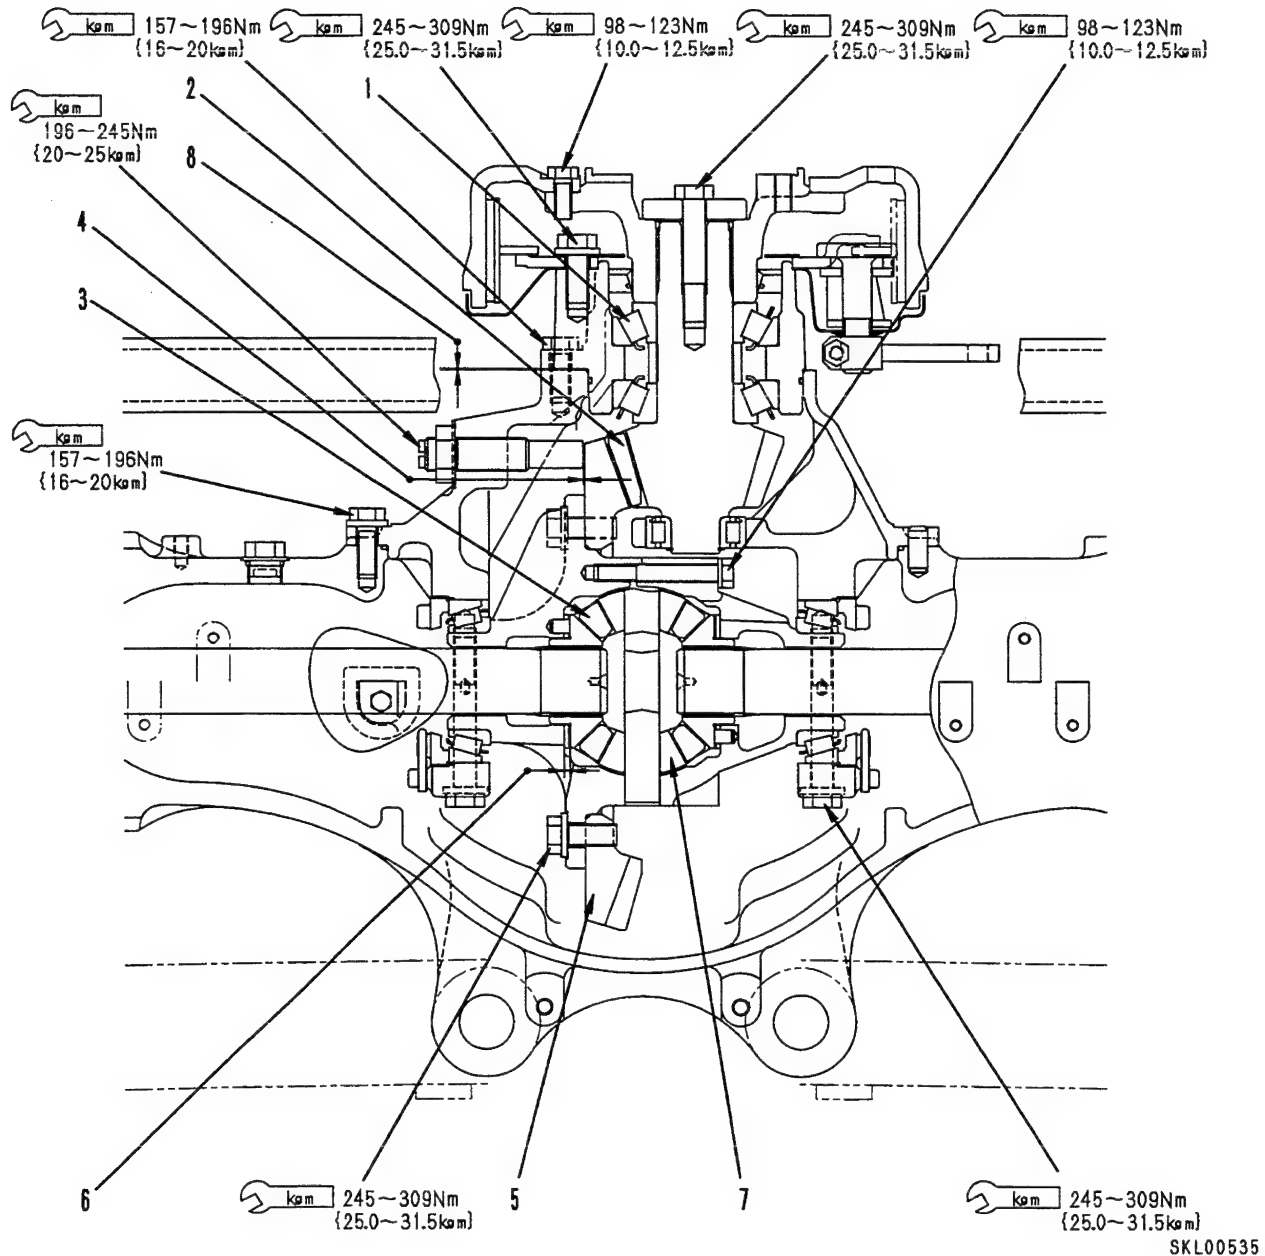 kgm 157~196Nm
{16~20kgm}
kgm 245~309Nm
{25.0~31.5kgm}
kgm 98~123Nm
{10.0~12.5kgm}
kgm 245~309Nm
{25.0~31.5kgm}
kgm 98~123Nm
{10.0~12.5kgm}
2
1
kgm
196~245Nm
{20~25kgm}
8
4
3
kgm
157~196Nm
{16~20kgm}
6
kgm 245~309Nm
{25.0~31.5kgm}
5
7
kgm 245~309Nm
{25.0~31.5kgm}
SKL00535